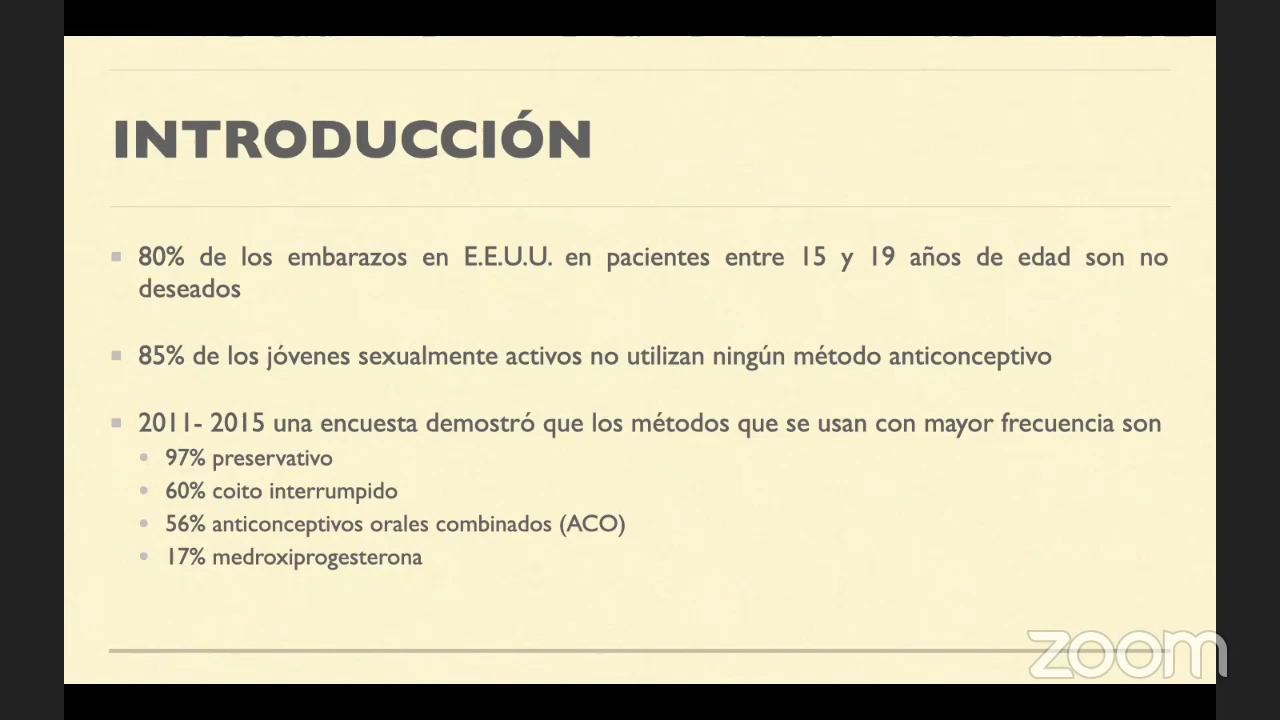 INTRODUCCIÓN
80% de los embarazos en E.E.U.U. en pacientes entre 15 y 19 años de edad son no
deseados
85% de los jóvenes sexualmente activos no utilizan ningún método anticonceptivo
2011- 2015 una encuesta demostró que los métodos que se usan con mayor frecuencia son
97% preservativo
60% coito interrumpido
56% anticonceptivos orales combinados (ACO)
17% medroxiprogesterona
zoom